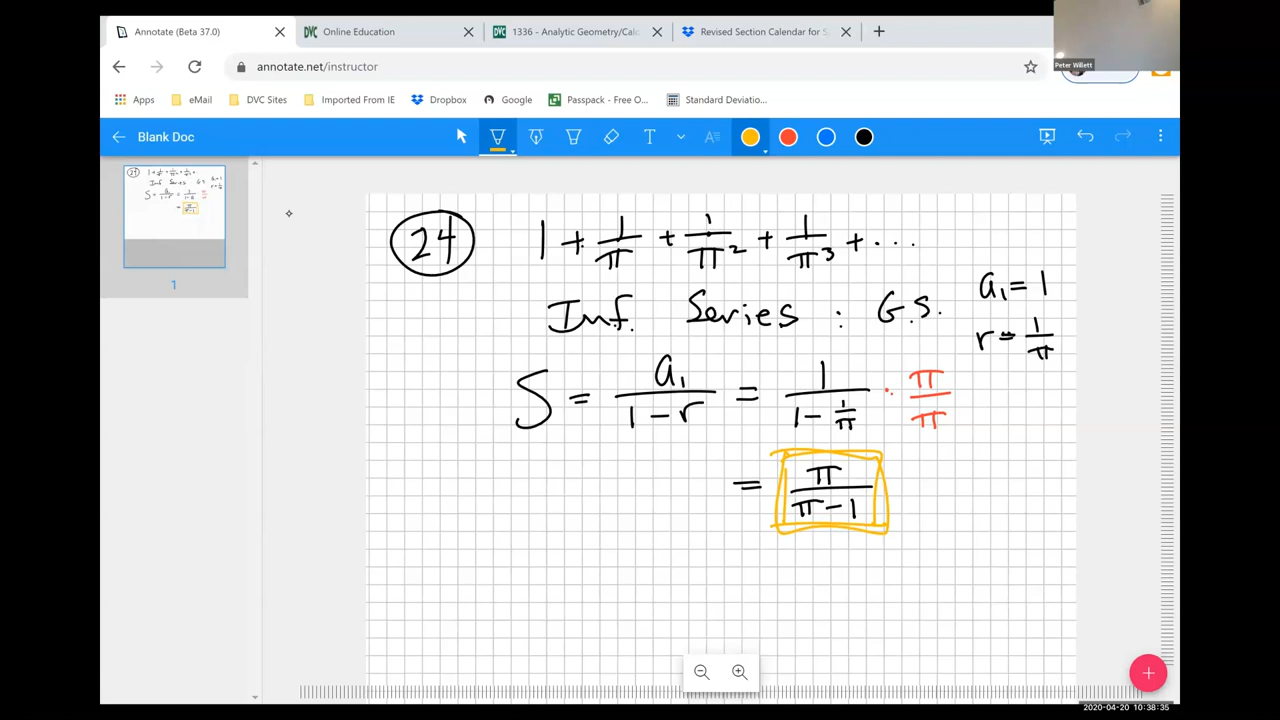 Annotate (Beta 37.0)
Online Education
1336 - Analytic Geometry/Calc
Revised Section Calendar for S
annotate.net/instructor
Peter Willett
Apps
eMail
DVC Sites
Imported From IE
Dropbox
Google
Passpack - Free O...
Standard Deviatio...
Blank Doc
1
24 1 + 1/π + 1/π² + 1/π³ + ...
Inf. Series : G.S.
a₁ = 1
r = 1/π
S = a₁/(1 - r) = 1/(1 - 1/π) · π/π
= π/(π - 1)
2020-04-20 10:38:35